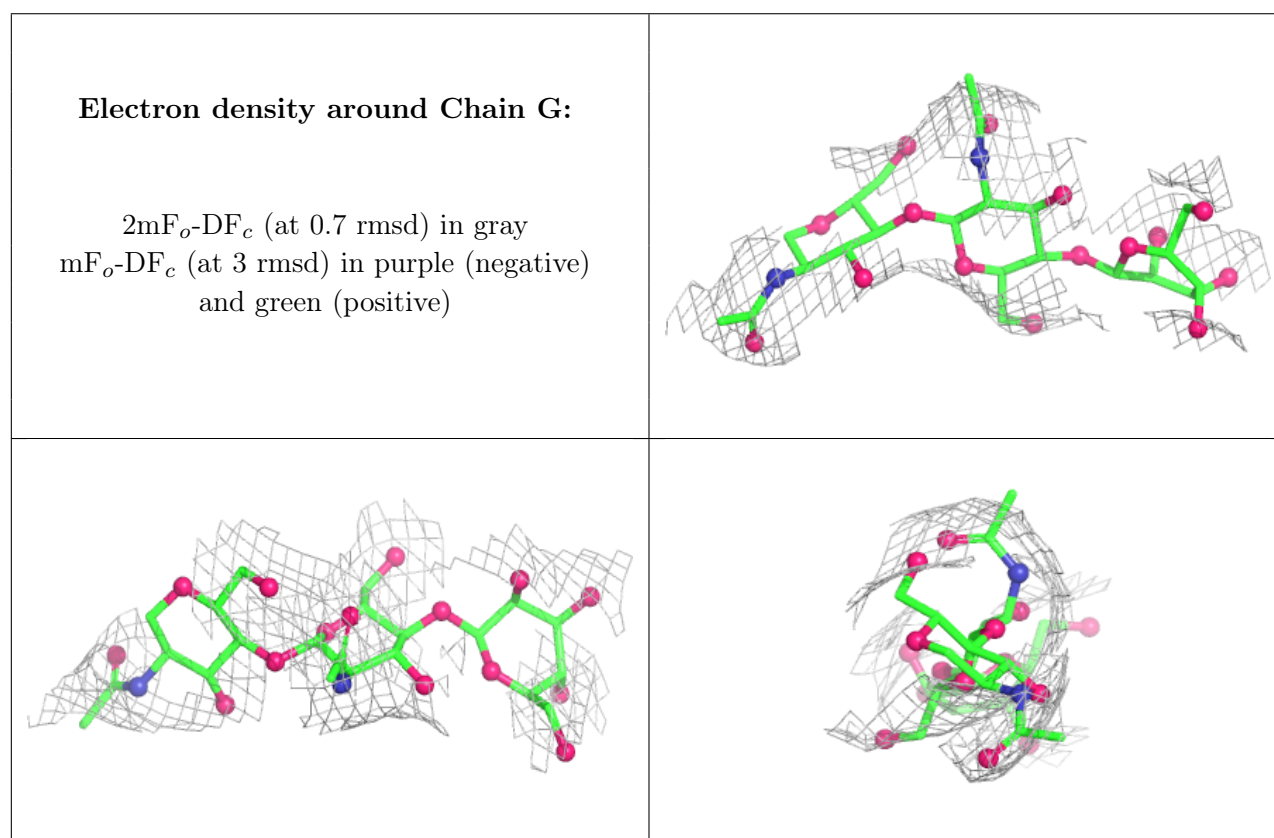 Electron density around Chain G:
2mFo-DFc (at 0.7 rmsd) in gray
mFo-DFc (at 3 rmsd) in purple (negative)
and green (positive)